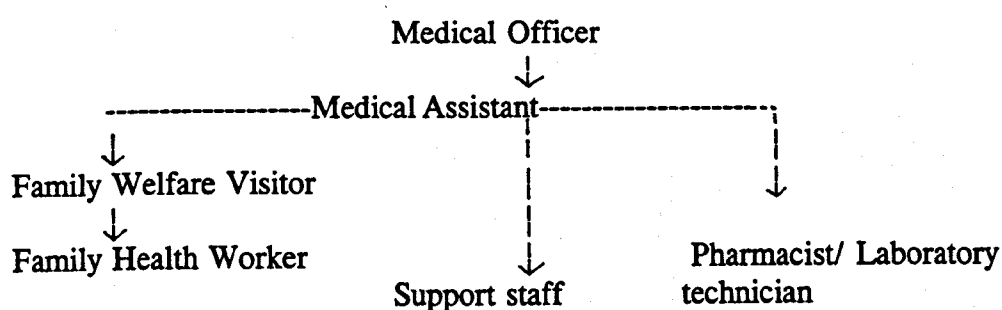 Medical Officer
Medical Assistant
Family Welfare Visitor
Family Health Worker
Support staff
Pharmacist/ Laboratory
technician